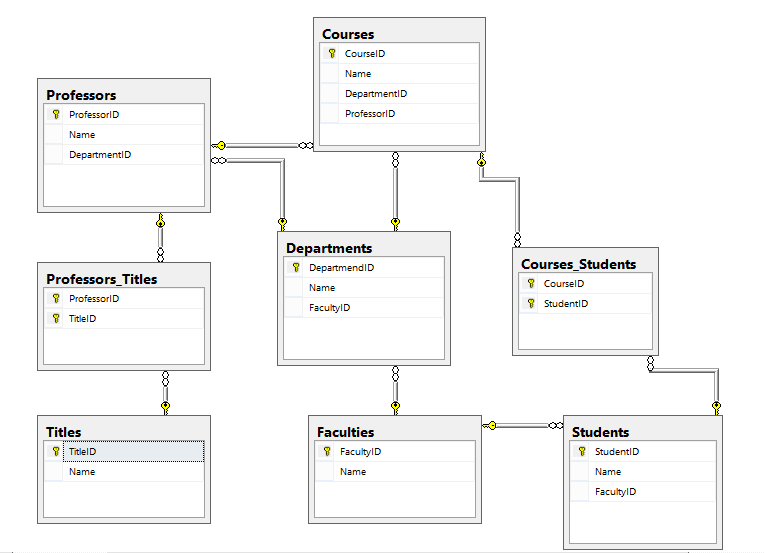 Courses
CourseID
Name
DepartmentID
ProfessorID
Professors
ProfessorID
Name
DepartmentID
Departments
DepartmendID
Name
FacultyID
Courses_Students
CourseID
StudentID
Professors_Titles
ProfessorID
TitleID
Titles
TitleID
Name
Faculties
FacultyID
Name
Students
StudentID
Name
FacultyID